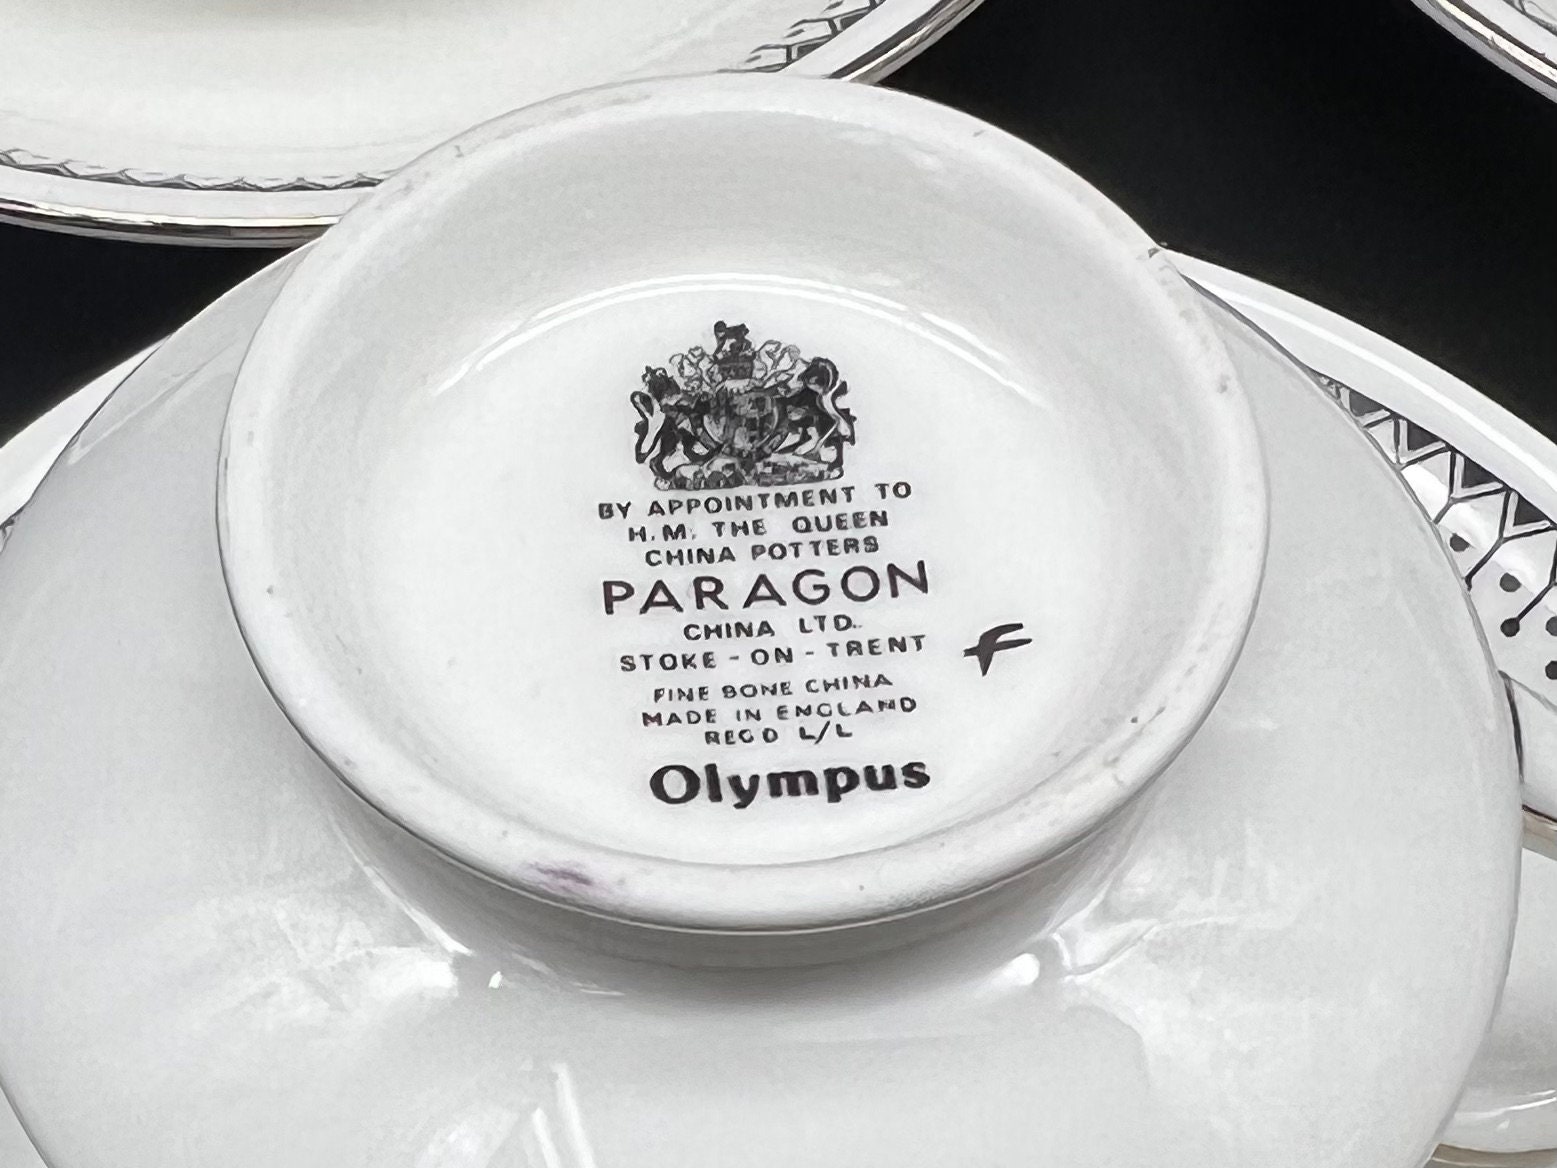 BY APPOINTMENT TO
H.M. THE QUEEN
CHINA POTTERS
PARAGON
CHINA LTD.
STOKE-ON-TRENT
FINE BONE CHINA
MADE IN ENGLAND
REGD L/L
Olympus